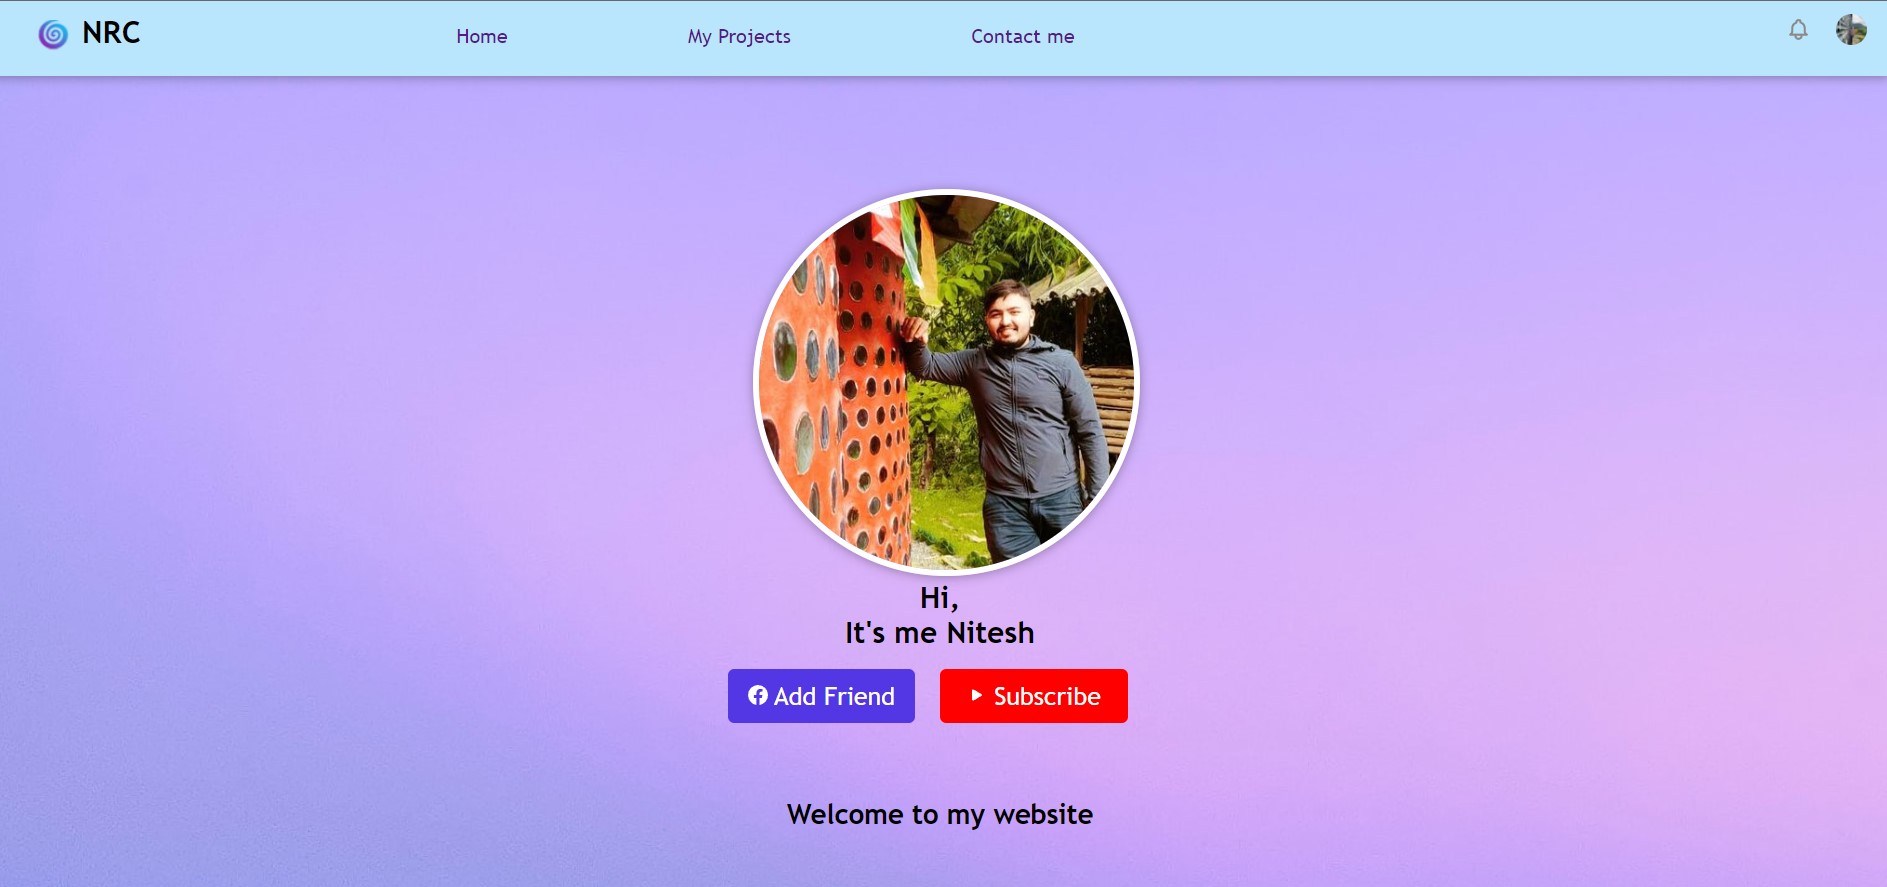 NRC
Home
My Projects
Contact me
Hi,
It's me Nitesh
Add Friend
Subscribe
Welcome to my website